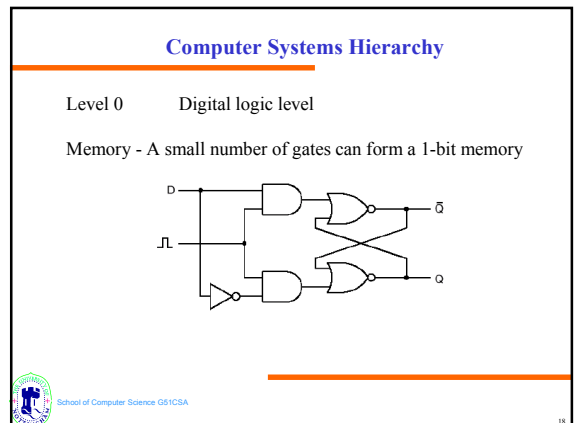 Computer Systems Hierarchy
Level 0 Digital logic level
Memory - A small number of gates can form a 1-bit memory
D
Q̅
Q
School of Computer Science G51CSA
18